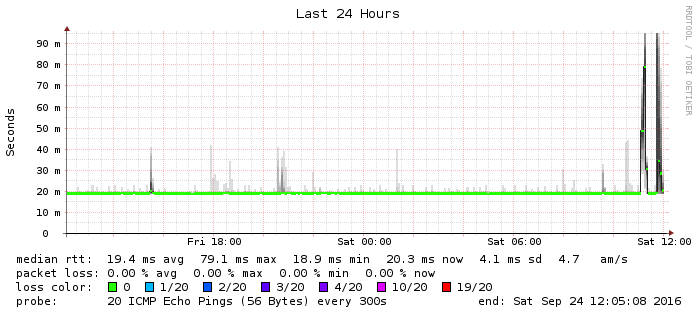 Last 24 Hours
RRDTOOL / TOBI OETIKER
Seconds
90 m
80 m
70 m
60 m
50 m
40 m
30 m
20 m
10 m
0
Fri 18:00 Sat 00:00 Sat 06:00 Sat 12:00
median rtt: 19.4 ms avg 79.1 ms max 18.9 ms min 20.3 ms now 4.1 ms sd 4.7 am/s
packet loss: 0.00 % avg 0.00 % max 0.00 % min 0.00 % now
loss color: 0 1/20 2/20 3/20 4/20 10/20 19/20
probe: 20 ICMP Echo Pings (56 Bytes) every 300s end: Sat Sep 24 12:05:08 2016